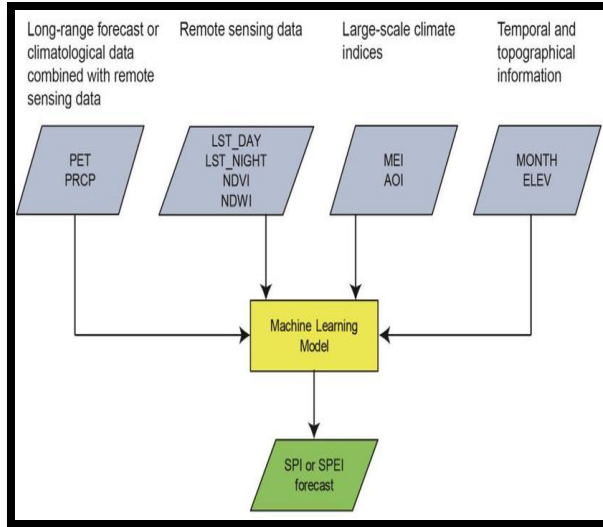 Long-range forecast or
climatological data
combined with remote
sensing data
Remote sensing data
Large-scale climate
indices
Temporal and
topographical
information
PET
PRCP
LST_DAY
LST_NIGHT
NDVI
NDWI
MEI
AOI
MONTH
ELEV
Machine Learning
Model
SPI or SPEI
forecast